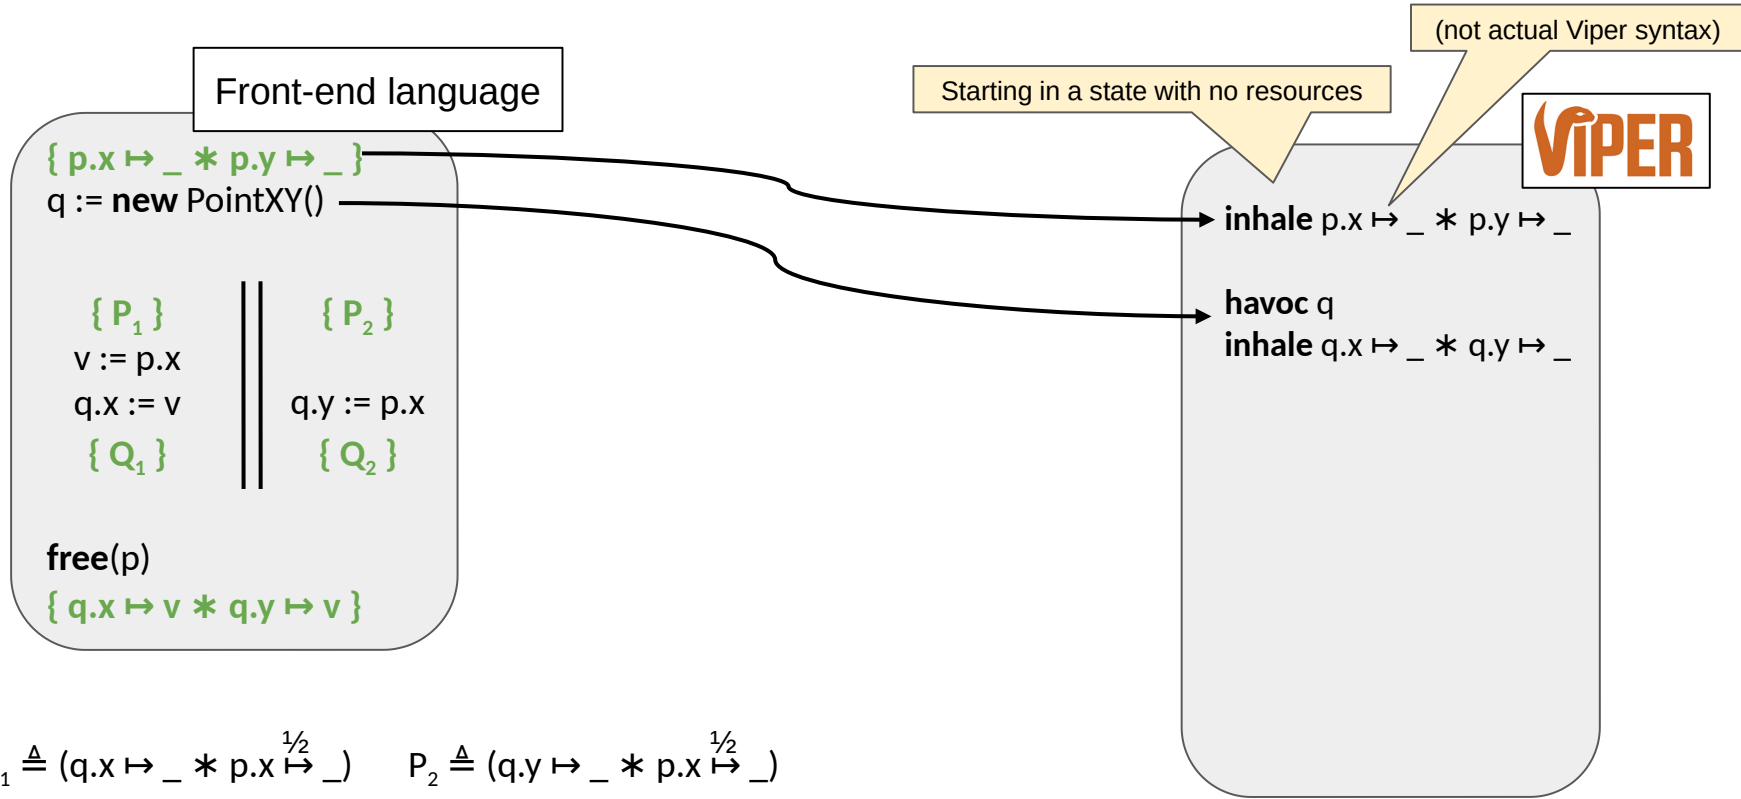 (not actual Viper syntax)
Front-end language
Starting in a state with no resources
VIPER
{ p.x ↦ _ ∗ p.y ↦ _ }
q := new PointXY()
{ P₁ } { P₂ }
v := p.x
q.x := v q.y := p.x
{ Q₁ } { Q₂ }
free(p)
{ q.x ↦ v ∗ q.y ↦ v }
inhale p.x ↦ _ ∗ p.y ↦ _
havoc q
inhale q.x ↦ _ ∗ q.y ↦ _
₁ ≜ (q.x ↦ _ ∗ p.x ½↦ _) P₂ ≜ (q.y ↦ _ ∗ p.x ½↦ _)